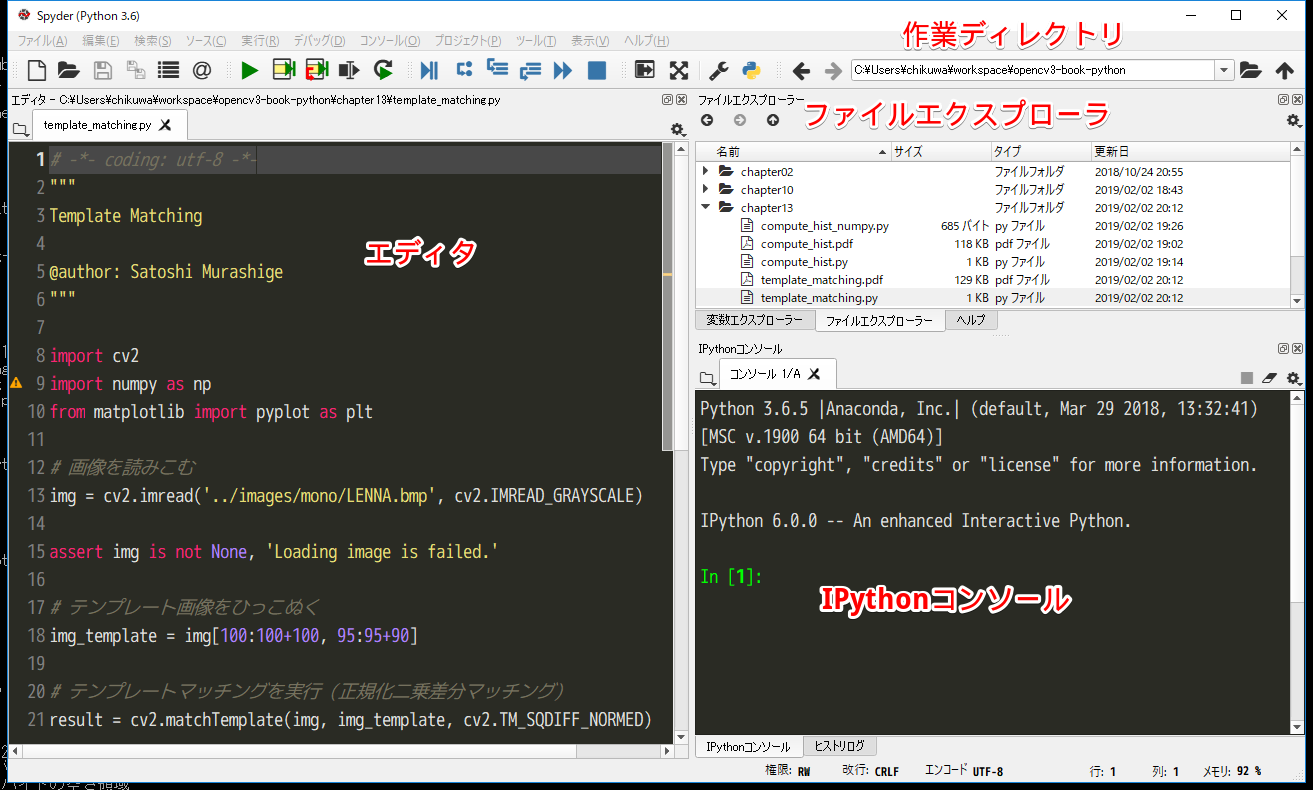 Spyder (Python 3.6)
ファイル(A) 編集(E) 検索(S) ソース(C) 実行(R) デバッグ(D) コンソール(O) プロジェクト(P) ツール(T) 表示(V) ヘルプ(H)
作業ディレクトリ
C:¥Users¥chikuwa¥workspace¥opencv3-book-python
エディタ - C:¥Users¥chikuwa¥workspace¥opencv3-book-python¥chapter13¥template_matching.py
template_matching.py
1 # -*- coding: utf-8 -*-
2 """
3 Template Matching
4
5 @author: Satoshi Murashige
6 """
7
8 import cv2
9 import numpy as np
10 from matplotlib import pyplot as plt
11
12 # 画像を読みこむ
13 img = cv2.imread('../images/mono/LENNA.bmp', cv2.IMREAD_GRAYSCALE)
14
15 assert img is not None, 'Loading image is failed.'
16
17 # テンプレート画像をひっこぬく
18 img_template = img[100:100+100, 95:95+90]
19
20 # テンプレートマッチングを実行（正規化二乗差分マッチング）
21 result = cv2.matchTemplate(img, img_template, cv2.TM_SQDIFF_NORMED)
エディタ
ファイルエクスプローラー
ファイルエクスプローラ
名前 サイズ タイプ 更新日
chapter02 ファイルフォルダ 2018/10/24 20:55
chapter10 ファイルフォルダ 2019/02/02 18:43
chapter13 ファイルフォルダ 2019/02/02 20:12
compute_hist_numpy.py 685 バイト py ファイル 2019/02/02 19:26
compute_hist.pdf 118 KB pdf ファイル 2019/02/02 19:02
compute_hist.py 1 KB py ファイル 2019/02/02 19:14
template_matching.pdf 129 KB pdf ファイル 2019/02/02 20:12
template_matching.py 1 KB py ファイル 2019/02/02 20:12
変数エクスプローラー ファイルエクスプローラー ヘルプ
IPythonコンソール
コンソール 1/A
Python 3.6.5 |Anaconda, Inc.| (default, Mar 29 2018, 13:32:41)
[MSC v.1900 64 bit (AMD64)]
Type "copyright", "credits" or "license" for more information.
IPython 6.0.0 -- An enhanced Interactive Python.
In [1]:
IPythonコンソール
IPythonコンソール ヒストリログ
権限: RW 改行: CRLF エンコード UTF-8 行: 1 列: 1 メモリ: 92 %